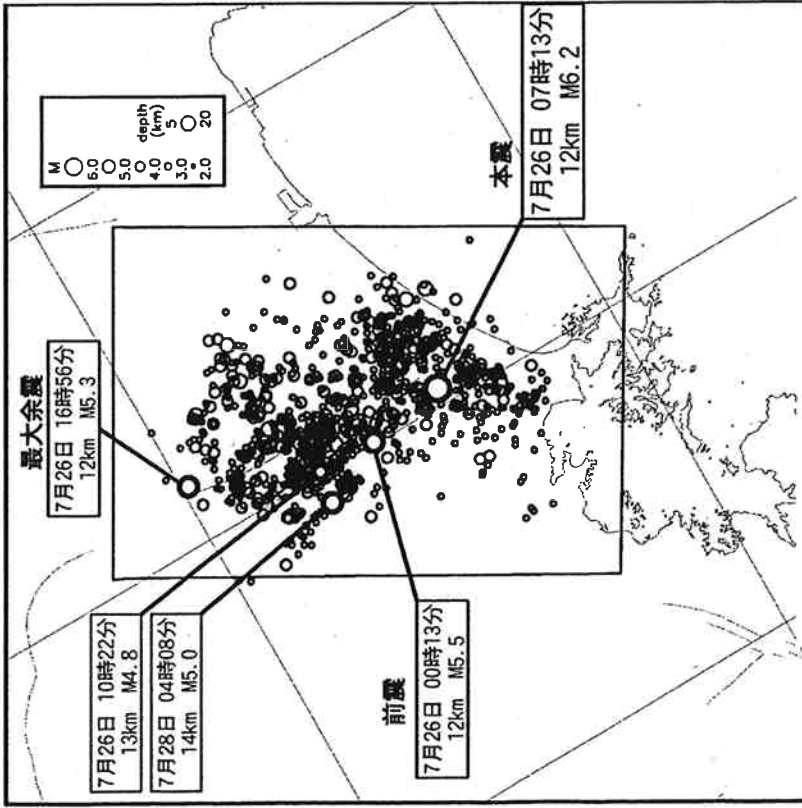 最大余震
7月26日 16時56分
12km M5.3
7月26日 10時22分
13km M4.8
7月28日 04時08分
14km M5.0
前震
7月26日 00時13分
12km M5.5
本震
7月26日 07時13分
12km M6.2
M
6.0
5.0
4.0
3.0
2.0
depth
(km)
5
20